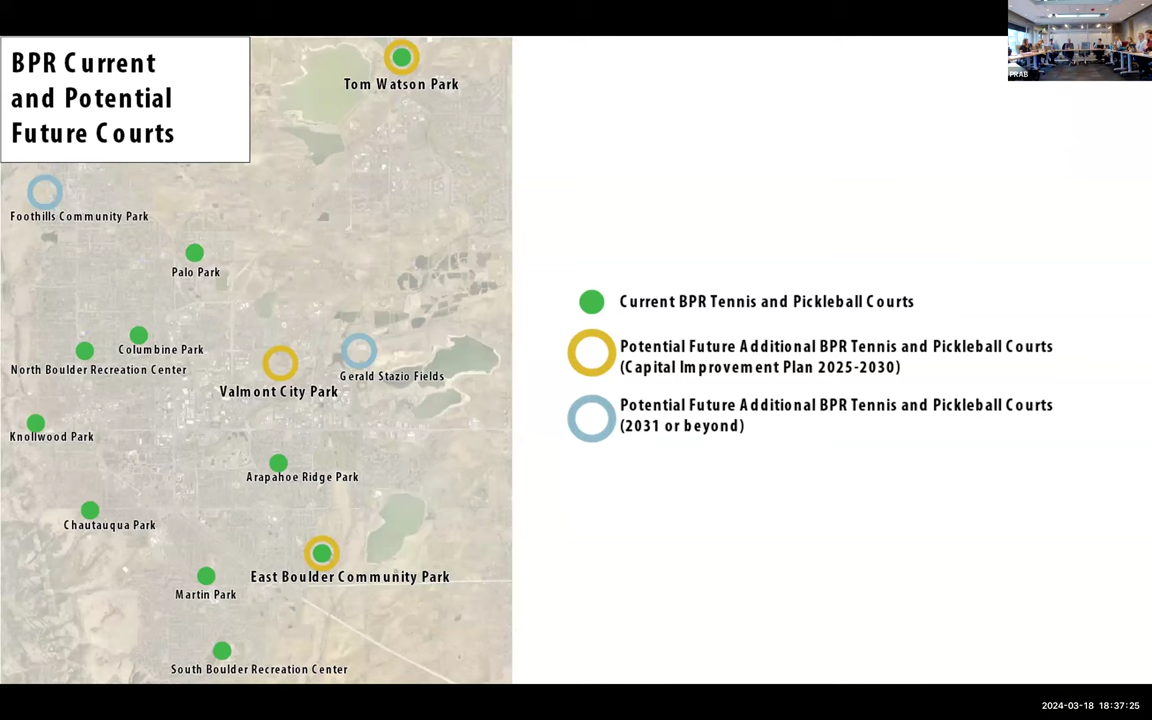 BPR Current
and Potential
Future Courts
Tom Watson Park
Foothills Community Park
Palo Park
Columbine Park
North Boulder Recreation Center
Valmont City Park
Gerald Stazio Fields
Knollwood Park
Arapahoe Ridge Park
Chautauqua Park
East Boulder Community Park
Martin Park
South Boulder Recreation Center
Current BPR Tennis and Pickleball Courts
Potential Future Additional BPR Tennis and Pickleball Courts
(Capital Improvement Plan 2025-2030)
Potential Future Additional BPR Tennis and Pickleball Courts
(2031 or beyond)
PRAB
2024-03-18 18:37:25